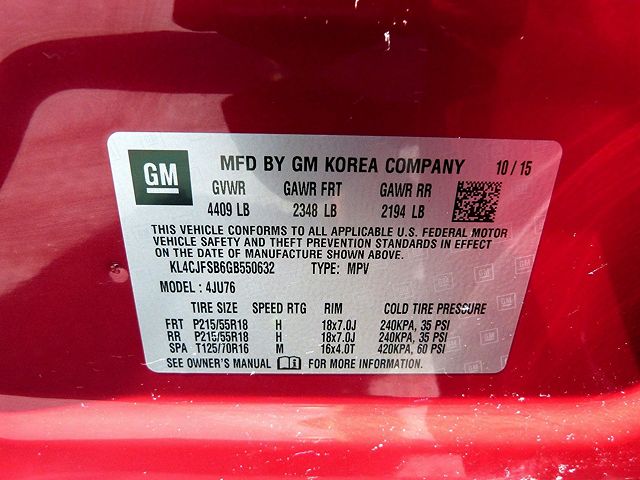 GM MFD BY GM KOREA COMPANY 10/15
GVWR GAWR FRT GAWR RR
4409 LB 2348 LB 2194 LB
THIS VEHICLE CONFORMS TO ALL APPLICABLE U.S. FEDERAL MOTOR
VEHICLE SAFETY AND THEFT PREVENTION STANDARDS IN EFFECT
ON THE DATE OF MANUFACTURE SHOWN ABOVE.
KL4CJFSB6GB550632 TYPE: MPV
MODEL: 4JU76
TIRE SIZE SPEED RTG RIM COLD TIRE PRESSURE
FRT P215/55R18 H 18x7.0J 240KPA, 35 PSI
RR P215/55R18 H 18x7.0J 240KPA, 35 PSI
SPA T125/70R16 M 16x4.0T 420KPA, 60 PSI
SEE OWNER'S MANUAL FOR MORE INFORMATION.